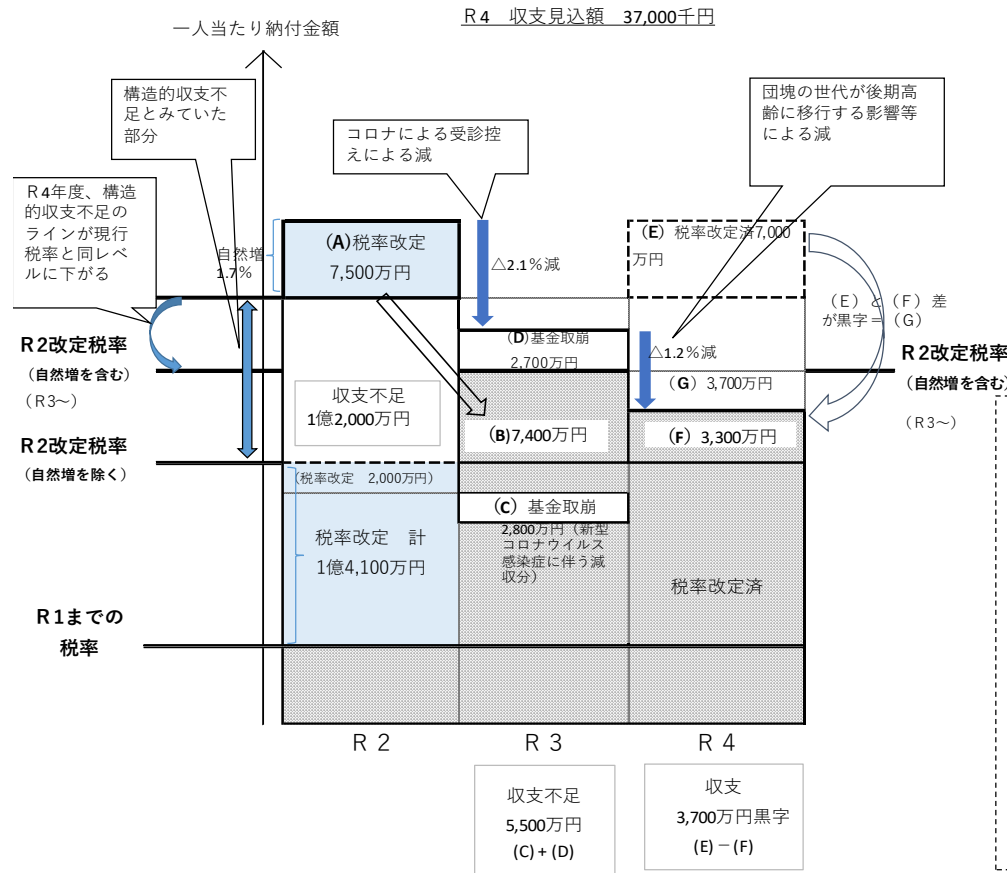 R4 収支見込額 37,000千円
一人当たり納付金額
構造的収支不
足とみていた
部分
コロナによる受診控
えによる減
団塊の世代が後期高
齢に移行する影響等
による減
R4年度、構造
的収支不足の
ラインが現行
税率と同レベ
ルに下がる
自然増
1.7%
(A)税率改定
7,500万円
△2.1%減
(E) 税率改定済7,000
万円
(E)と(F)差
が黒字=(G)
R2改定税率
(自然増を含む)
(R3~)
(D)基金取崩
2,700万円
△1.2%減
(G) 3,700万円
R2改定税率
(自然増を含む)
(R3~)
収支不足
1億2,000万円
(B)7,400万円
(F) 3,300万円
R2改定税率
(自然増を除く)
(税率改定 2,000万円)
税率改定 計
1億4,100万円
(C) 基金取崩
2,800万円(新型
コロナウイルス
感染症に伴う減
収分)
税率改定済
R1までの
税率
R2
R3
R4
収支不足
5,500万円
(C)+(D)
収支
3,700万円黒字
(E)-(F)